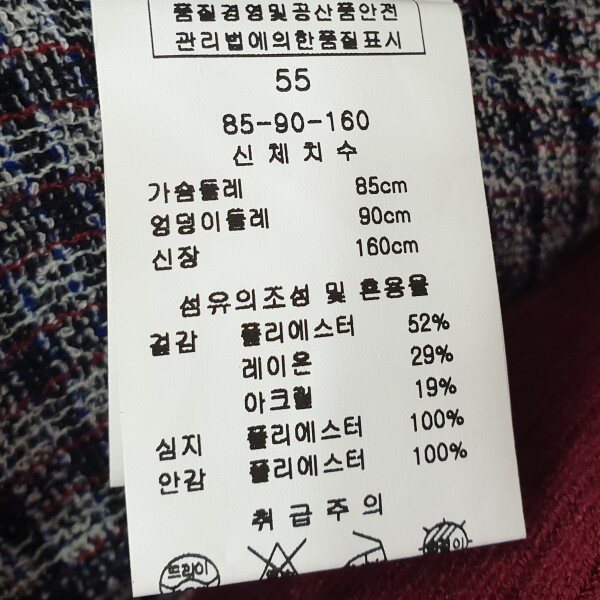 품질경영및공산품안전
관리법에의한품질표시
55
85-90-160
신체치수
가슴둘레 85cm
엉덩이둘레 90cm
신장 160cm
섬유의조성 및 혼용율
겉감 폴리에스터 52%
레이온 29%
아크릴 19%
심지 폴리에스터 100%
안감 폴리에스터 100%
취급주의
드라이